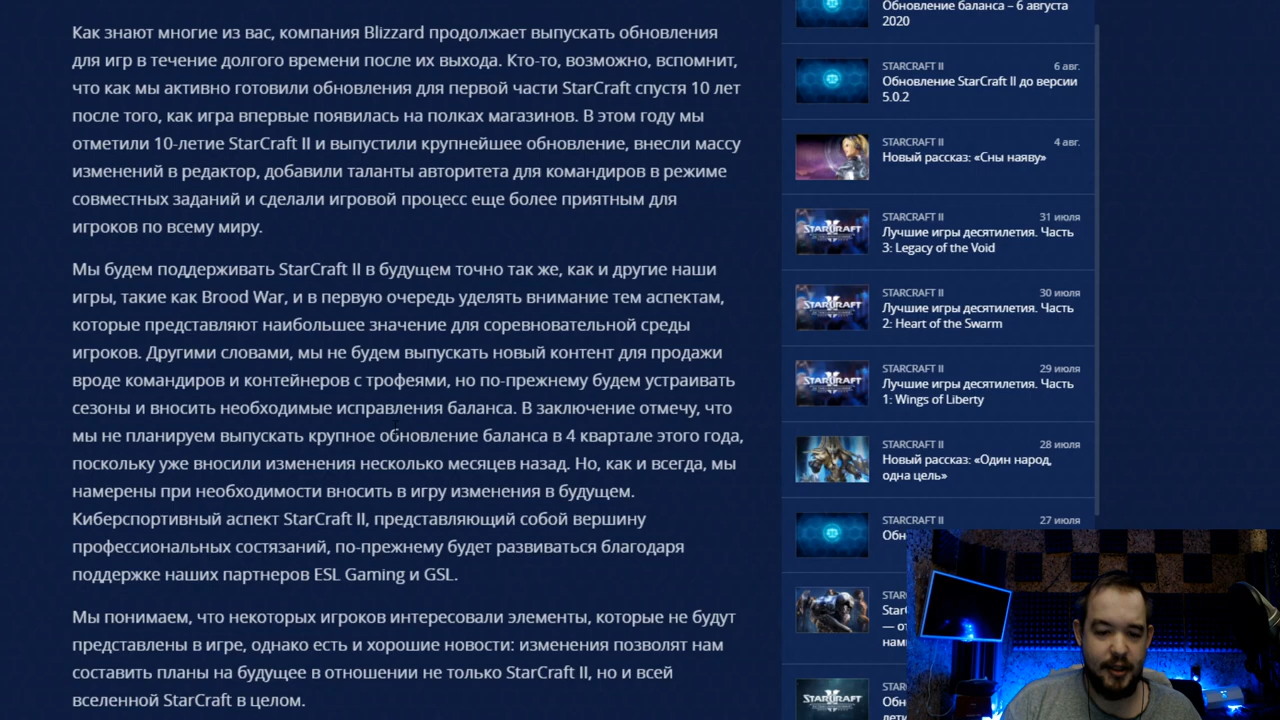 Как знают многие из вас, компания Blizzard продолжает выпускать обновления
для игр в течение долгого времени после их выхода. Кто-то, возможно, вспомнит,
что как мы активно готовили обновления для первой части StarCraft спустя 10 лет
после того, как игра впервые появилась на полках магазинов. В этом году мы
отметили 10-летие StarCraft II и выпустили крупнейшее обновление, внесли массу
изменений в редактор, добавили таланты авторитета для командиров в режиме
совместных заданий и сделали игровой процесс еще более приятным для
игроков по всему миру.
Мы будем поддерживать StarCraft II в будущем точно так же, как и другие наши
игры, такие как Brood War, и в первую очередь уделять внимание тем аспектам,
которые представляют наибольшее значение для соревновательной среды
игроков. Другими словами, мы не будем выпускать новый контент для продажи
вроде командиров и контейнеров с трофеями, но по-прежнему будем устраивать
сезоны и вносить необходимые исправления баланса. В заключение отмечу, что
мы не планируем выпускать крупное обновление баланса в 4 квартале этого года,
поскольку уже вносили изменения несколько месяцев назад. Но, как и всегда, мы
намерены при необходимости вносить в игру изменения в будущем.
Киберспортивный аспект StarCraft II, представляющий собой вершину
профессиональных состязаний, по-прежнему будет развиваться благодаря
поддержке наших партнеров ESL Gaming и GSL.
Мы понимаем, что некоторых игроков интересовали элементы, которые не будут
представлены в игре, однако есть и хорошие новости: изменения позволят нам
составить планы на будущее в отношении не только StarCraft II, но и всей
вселенной StarCraft в целом.
Обновление баланса – 6 августа
2020
STARCRAFT II 6 авг.
Обновление StarCraft II до версии
5.0.2
STARCRAFT II 4 авг.
Новый рассказ: «Сны наяву»
STARCRAFT II 31 июля
Лучшие игры десятилетия. Часть
3: Legacy of the Void
STARCRAFT II 30 июля
Лучшие игры десятилетия. Часть
2: Heart of the Swarm
STARCRAFT II 29 июля
Лучшие игры десятилетия. Часть
1: Wings of Liberty
STARCRAFT II 28 июля
Новый рассказ: «Один народ,
одна цель»
STARCRAFT II 27 июля